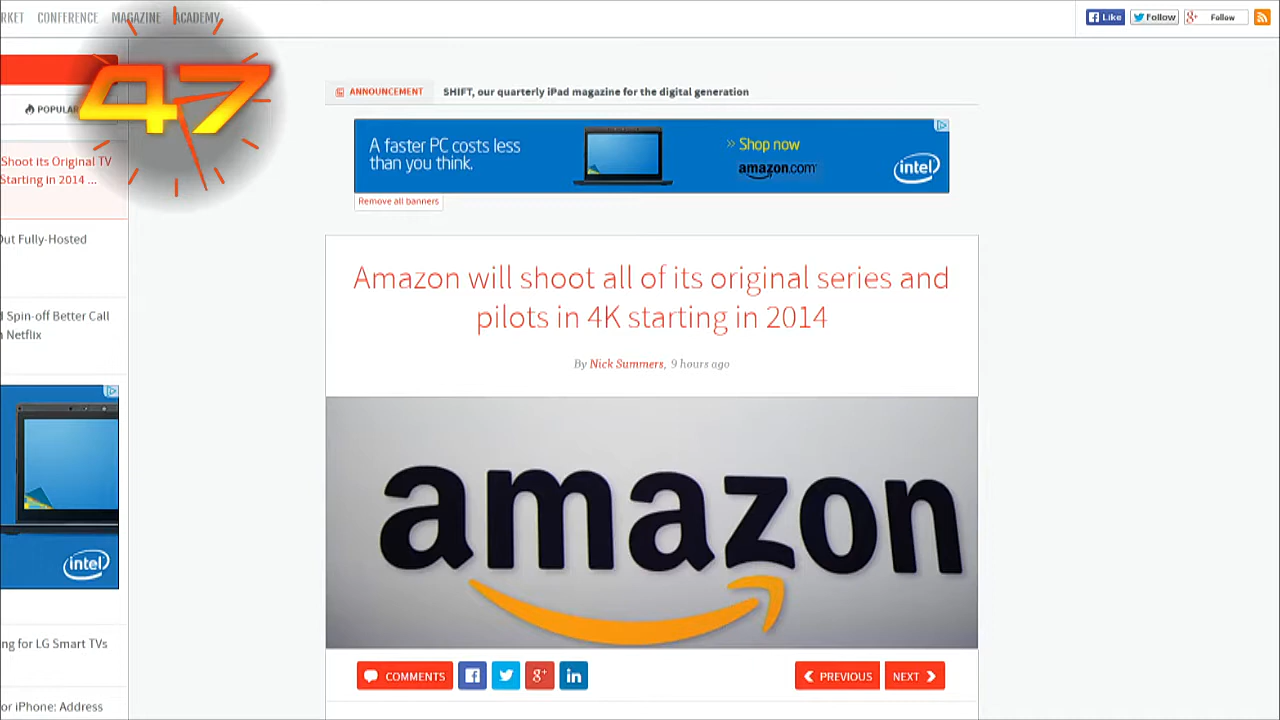 RKET CONFERENCE MAGAZINE ACADEMY
Like
Follow
Follow
47
POPULAR
Shoot its Original TV
Starting in 2014 ...
Out Fully-Hosted
d Spin-off Better Call
n Netflix
intel
ng for LG Smart TVs
or iPhone: Address
ANNOUNCEMENT SHIFT, our quarterly iPad magazine for the digital generation
A faster PC costs less
than you think.
>> Shop now
amazon.com
intel
Remove all banners
Amazon will shoot all of its original series and
pilots in 4K starting in 2014
By Nick Summers, 9 hours ago
amazon
COMMENTS
PREVIOUS
NEXT